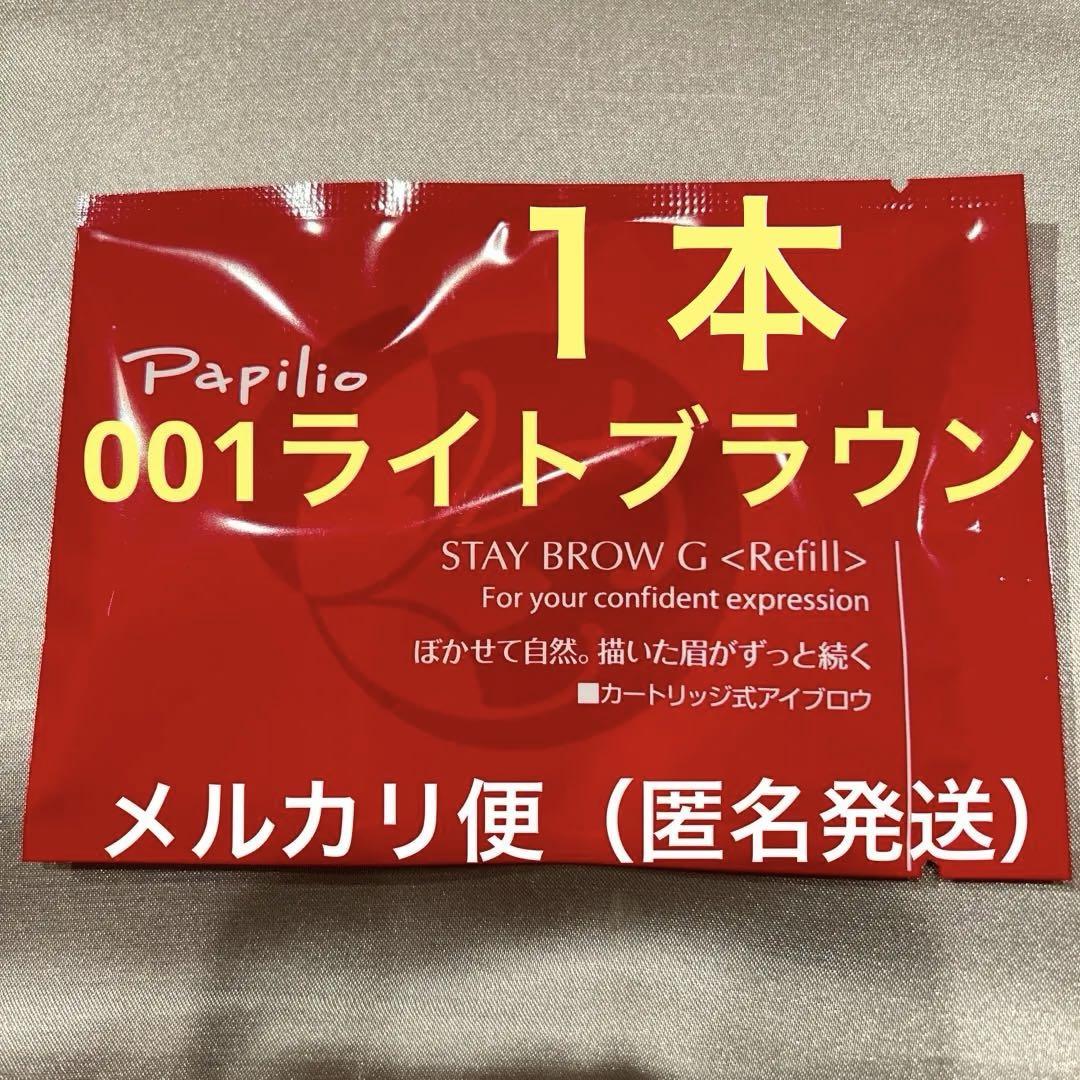 1本
Papilio
001ライトブラウン
STAY BROW G <Refill>
For your confident expression
ぼかせて自然。描いた眉がずっと続く
■カートリッジ式アイブロウ
メルカリ便（匿名発送）